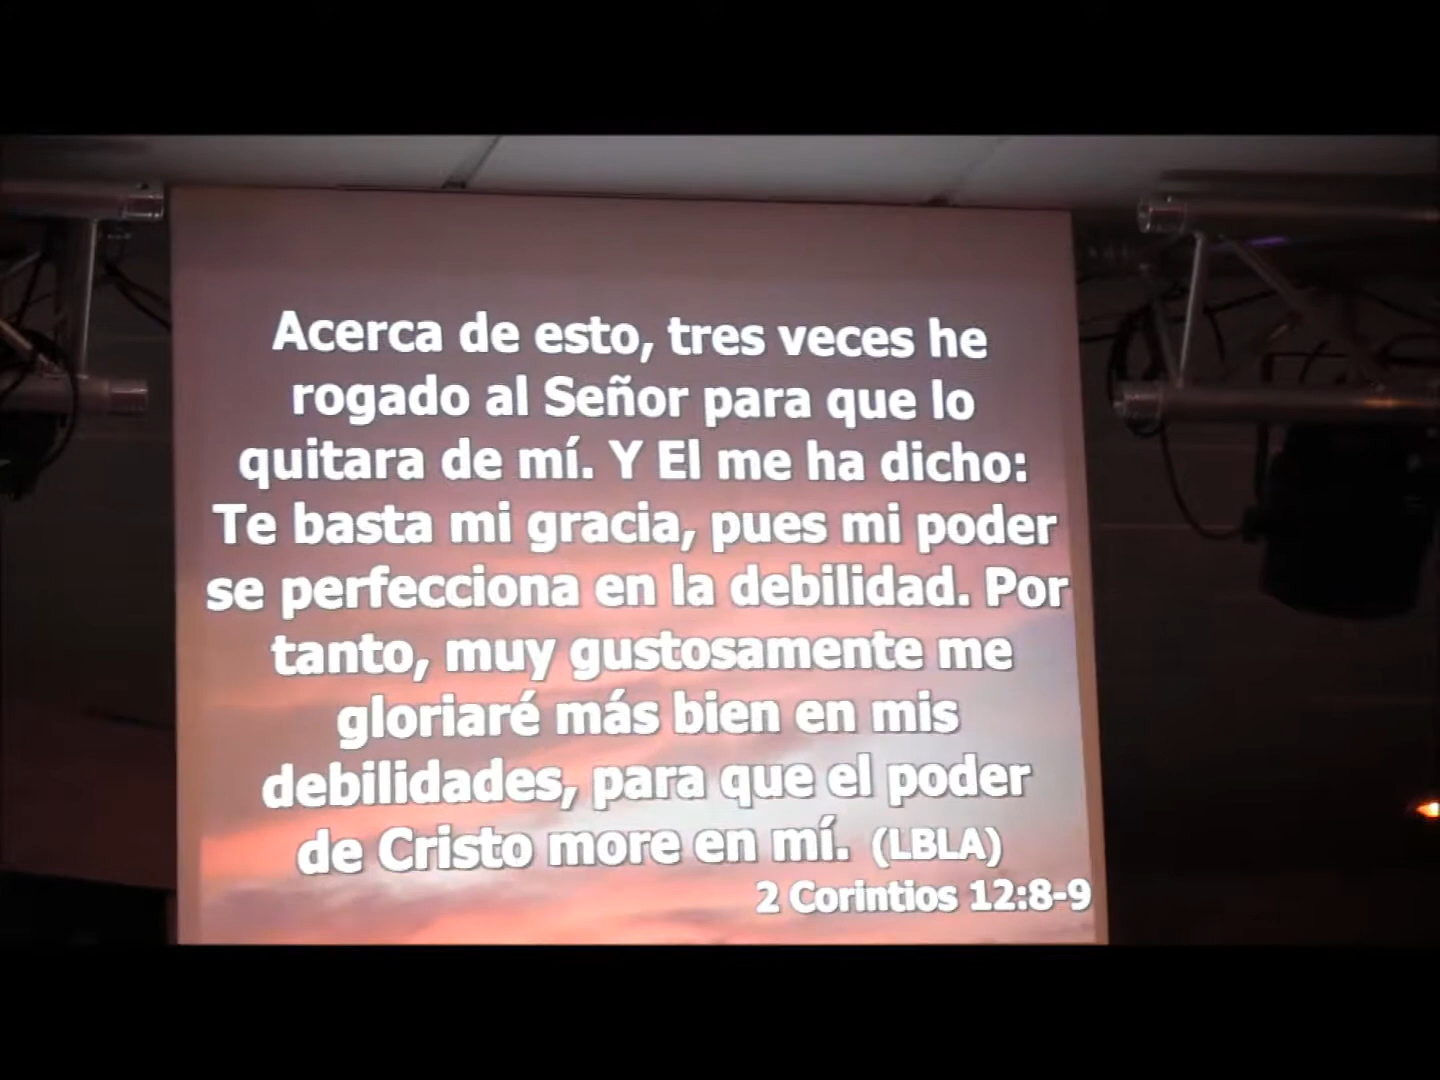 Acerca de esto, tres veces he
rogado al Señor para que lo
quitara de mí. Y El me ha dicho:
Te basta mi gracia, pues mi poder
se perfecciona en la debilidad. Por
tanto, muy gustosamente me
gloriaré más bien en mis
debilidades, para que el poder
de Cristo more en mí. (LBLA)
2 Corintios 12:8-9